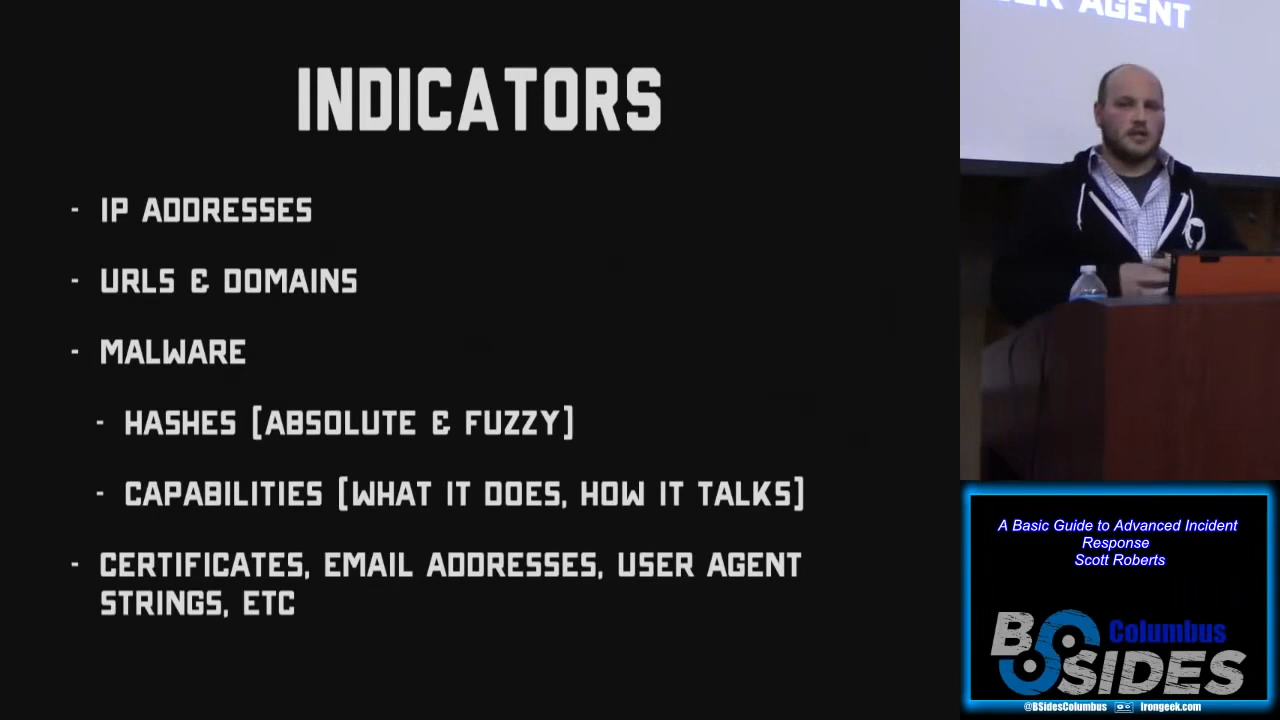 INDICATORS
- IP ADDRESSES
- URLS & DOMAINS
- MALWARE
- HASHES [ABSOLUTE & FUZZY]
- CAPABILITIES [WHAT IT DOES, HOW IT TALKS]
- CERTIFICATES, EMAIL ADDRESSES, USER AGENT
STRINGS, ETC
AGENT
A Basic Guide to Advanced Incident
Response
Scott Roberts
Columbus
BSIDES
@BSidesColumbus Irongeek.com